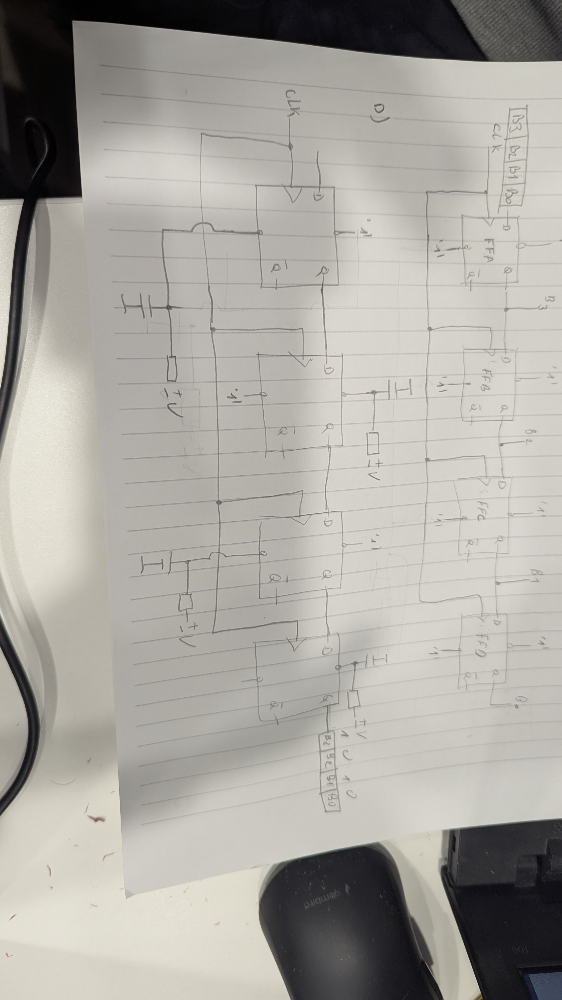 B3 B2 B1 B0
CLK
D
FFA
Q
Q̄
'1'
B3
D
FFB
Q
Q̄
'1'
'1'
B2
D
FFC
Q
Q̄
'1'
'1'
B1
D
FFD
Q
Q̄
'1'
'1'
B0
D)
CLK
D
Q
Q̄
'1'
±V
D
Q
Q̄
'1'
±V
D
Q
Q̄
'1'
±V
D
Q
Q̄
±V
1 0 1 0
B3 B2 B1 B0
gembird
100